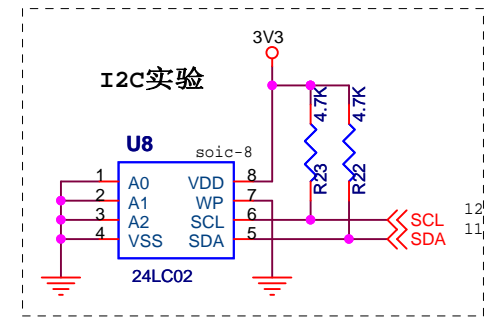 3V3
I2C实验
4.7K
4.7K
U8
soic-8
1 A0 VDD 8
2 A1 WP 7
3 A2 SCL 6
4 VSS SDA 5
R23
R22
SCL 12
SDA 11
24LC02